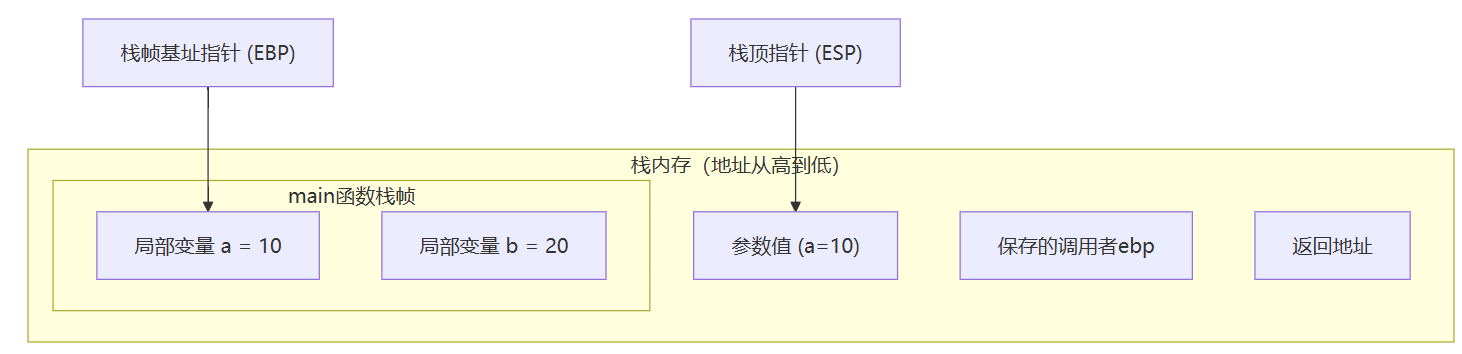 栈帧基址指针 (EBP)
栈顶指针 (ESP)
栈内存（地址从高到低）
main函数栈帧
局部变量 a = 10
局部变量 b = 20
参数值 (a=10)
保存的调用者ebp
返回地址